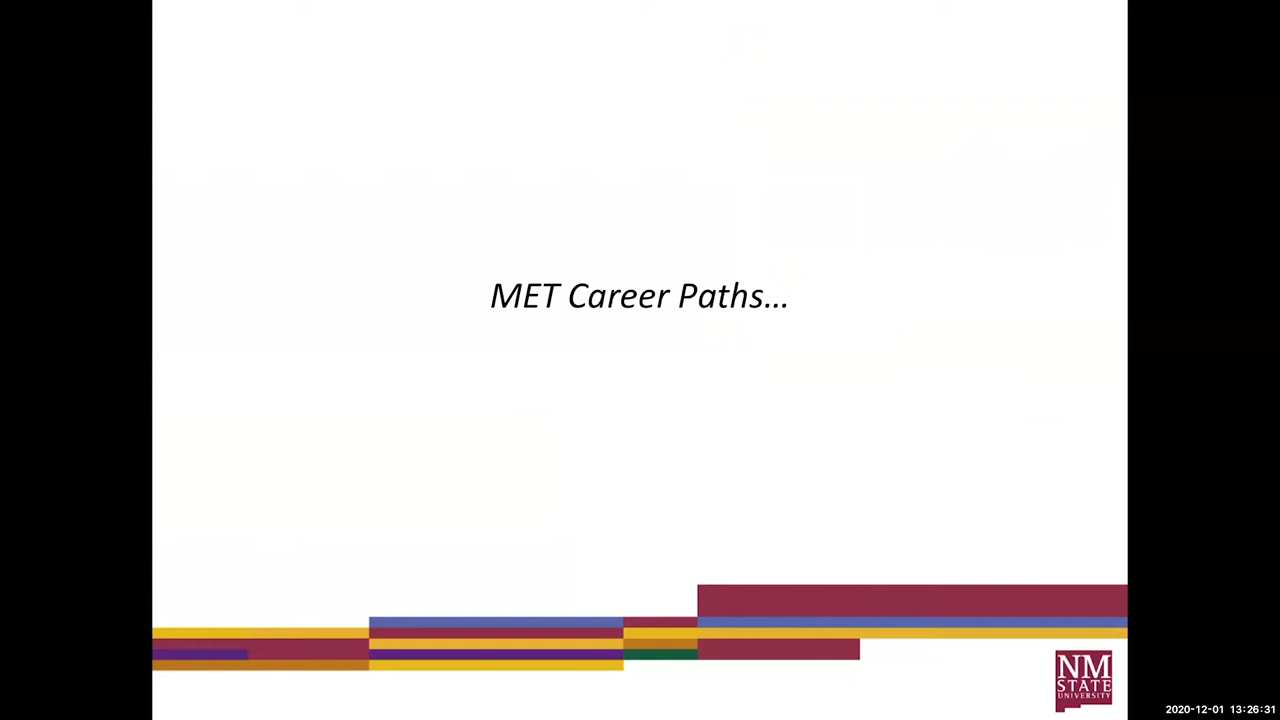 MET Career Paths...
NM
STATE
UNIVERSITY
2020-12-01 13:26:31